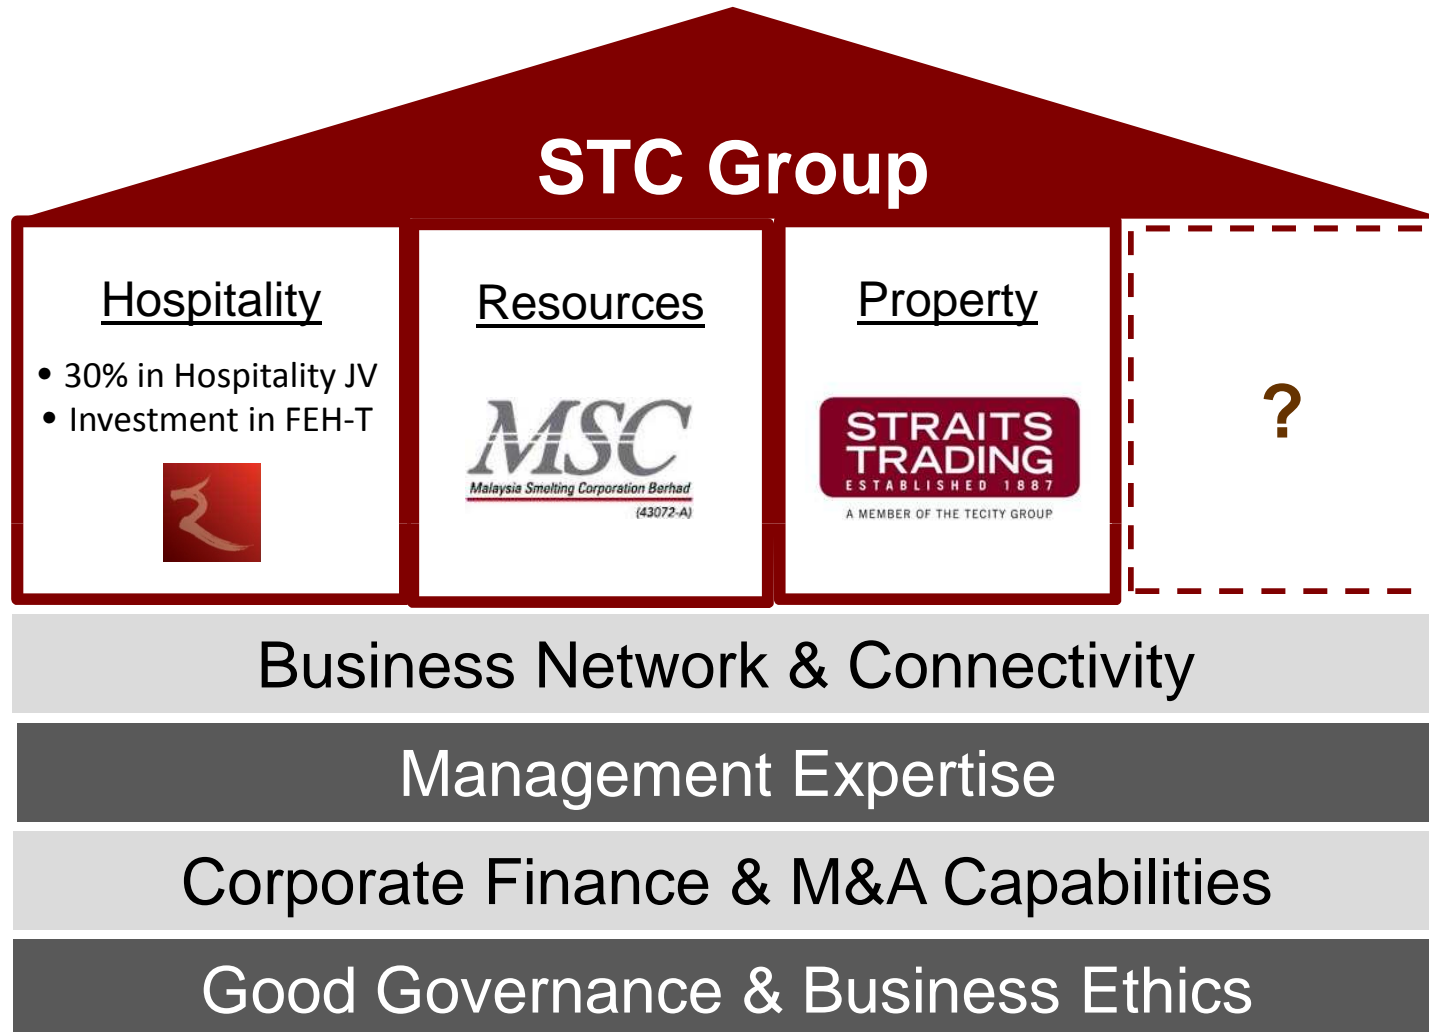 STC Group
Hospitality
• 30% in Hospitality JV
• Investment in FEH-T
Resources
MSC
Malaysia Smelting Corporation Berhad
(43072-A)
Property
STRAITS
TRADING
ESTABLISHED 1887
A MEMBER OF THE TECITY GROUP
?
Business Network & Connectivity
Management Expertise
Corporate Finance & M&A Capabilities
Good Governance & Business Ethics